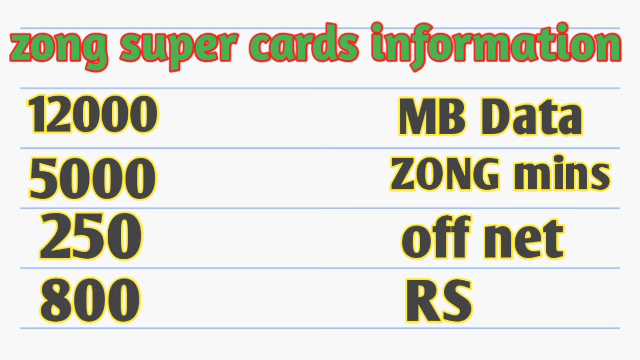 zong super cards information
12000 MB Data
5000 ZONG mins
250 off net
800 RS